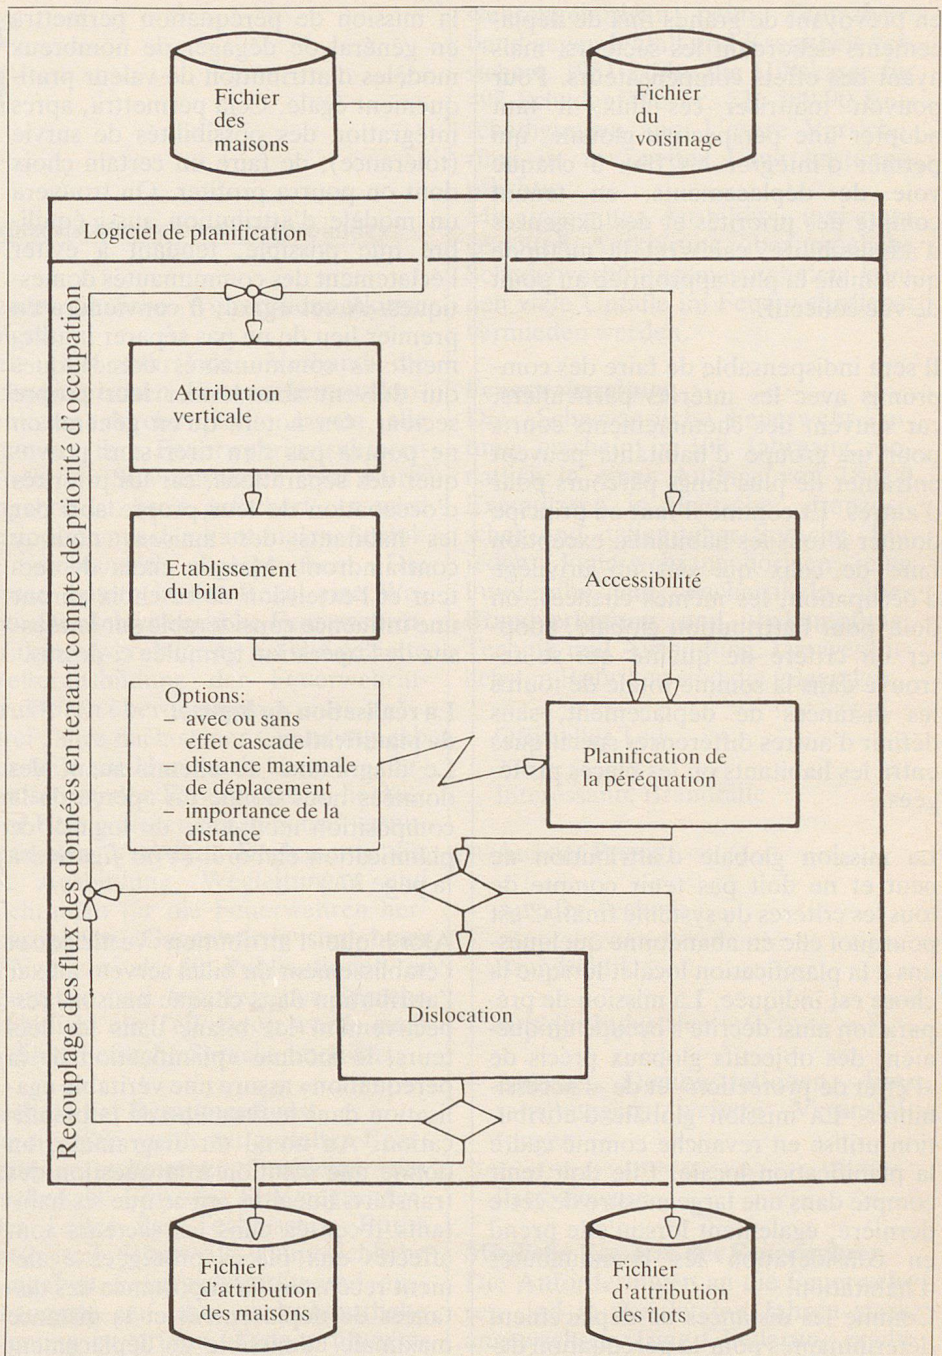 Fichier
des
maisons
Fichier
du
voisinage
Logiciel de planification
Recouplage des flux des données en tenant compte de priorité d'occupation
Attribution
verticale
Etablissement
du bilan
Accessibilité
Options:
– avec ou sans
effet cascade
distance maximale
de déplacement
importance de la
distance
Planification de
la péréquation
Dislocation
Fichier
d'attribution
des maisons
Fichier
d'attribution
des îlots